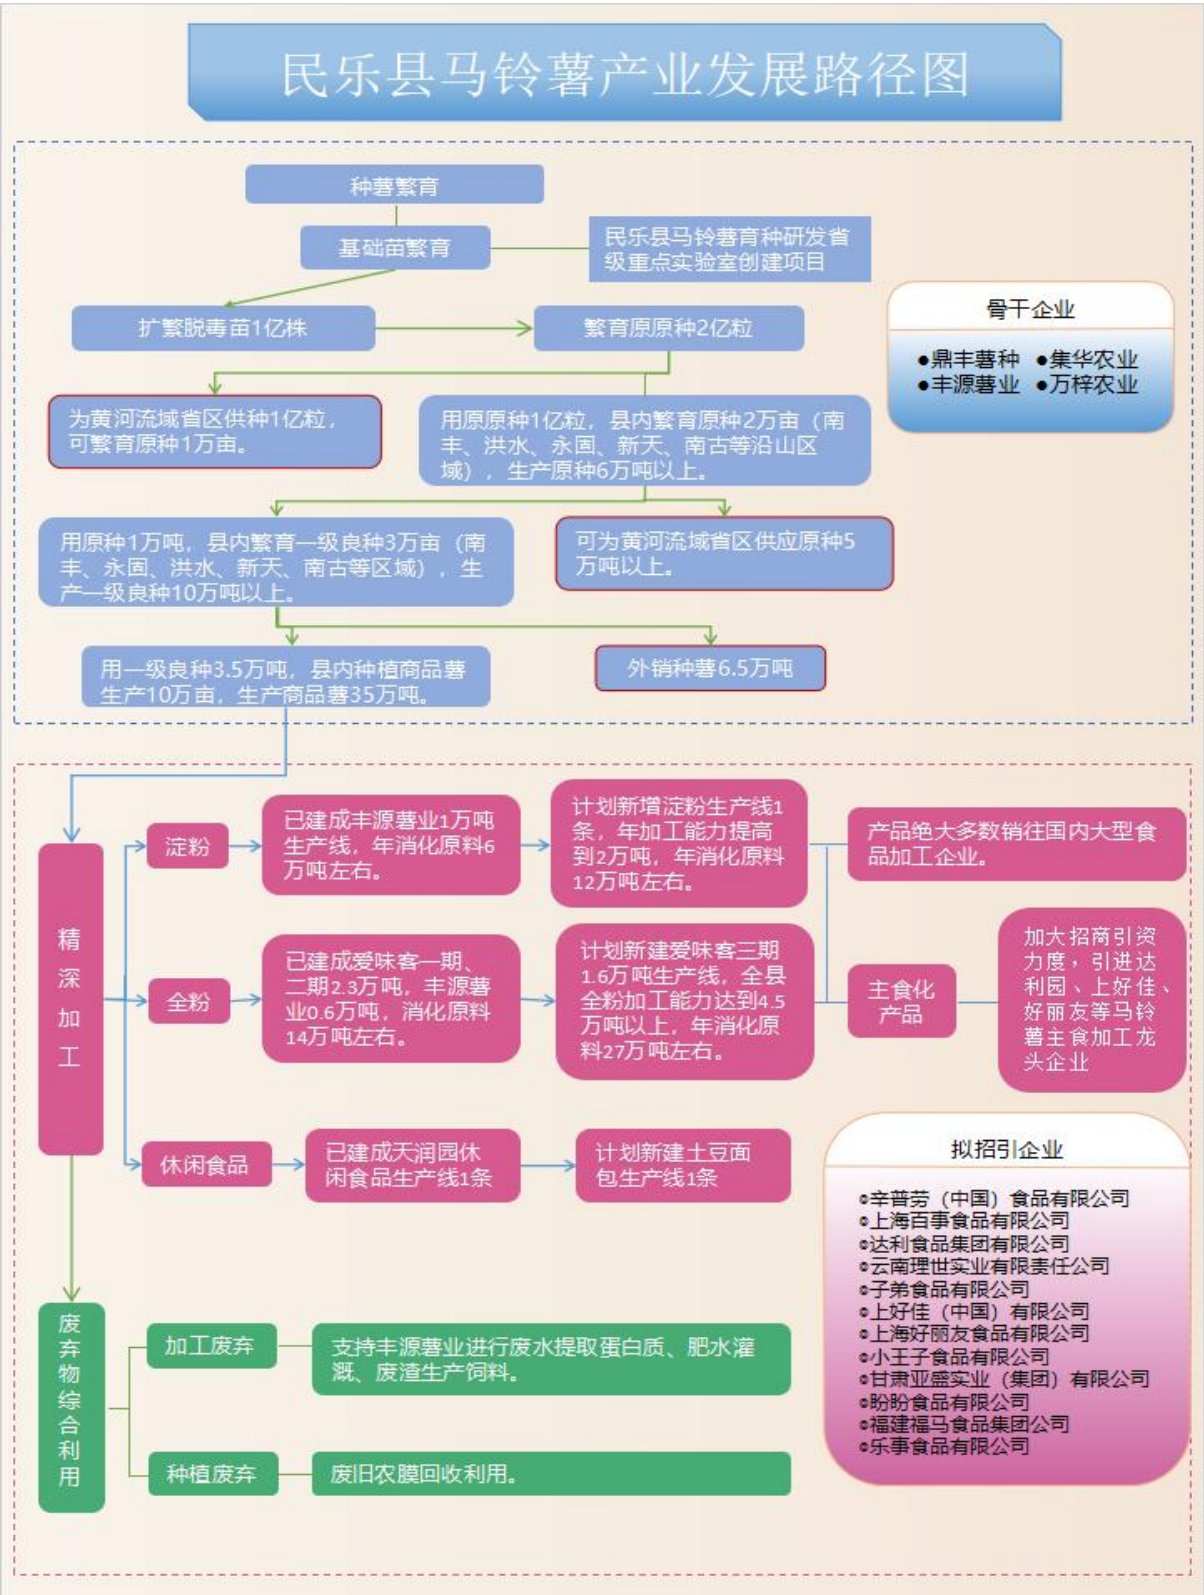 民乐县马铃薯产业发展路径图
种薯繁育
基础苗繁育
民乐县马铃薯育种研发省
级重点实验室创建项目
扩繁脱毒苗1亿株
繁育原原种2亿粒
骨干企业
●鼎丰薯种 ●集华农业
●丰源薯业 ●万梓农业
为黄河流域省区供种1亿粒，
可繁育原种1万亩。
用原原种1亿粒，县内繁育原种2万亩（南
丰、洪水、永固、新天、南古等沿山区
域），生产原种6万吨以上。
用原种1万吨，县内繁育一级良种3万亩（南
丰、永固、洪水、新天、南古等区域），生
产一级良种10万吨以上。
可为黄河流域省区供应原种5
万吨以上。
用一级良种3.5万吨，县内种植商品薯
生产10万亩，生产商品薯35万吨。
外销种薯6.5万吨
精
深
加
工
淀粉
已建成丰源薯业1万吨
生产线，年消化原料6
万吨左右。
计划新增淀粉生产线1
条，年加工能力提高
到2万吨，年消化原料
12万吨左右。
产品绝大多数销往国内大型食
品加工企业。
全粉
已建成爱味客一期、
二期2.3万吨，丰源薯
业0.6万吨，消化原料
14万吨左右。
计划新建爱味客三期
1.6万吨生产线，全县
全粉加工能力达到4.5
万吨以上，年消化原
料27万吨左右。
主食化
产品
加大招商引资
力度，引进达
利园、上好佳、
好丽友等马铃
薯主食加工龙
头企业
休闲食品
已建成天润园休
闲食品生产线1条
计划新建土豆面
包生产线1条
拟招引企业
辛普劳（中国）食品有限公司
上海百事食品有限公司
达利食品集团有限公司
云南理世实业有限责任公司
子弟食品有限公司
上好佳（中国）有限公司
上海好丽友食品有限公司
小王子食品有限公司
甘肃亚盛实业（集团）有限公司
盼盼食品有限公司
福建福马食品集团公司
乐事食品有限公司
废
弃
物
综
合
利
用
加工废弃
支持丰源薯业进行废水提取蛋白质、肥水灌
溉、废渣生产饲料。
种植废弃
废旧农膜回收利用。